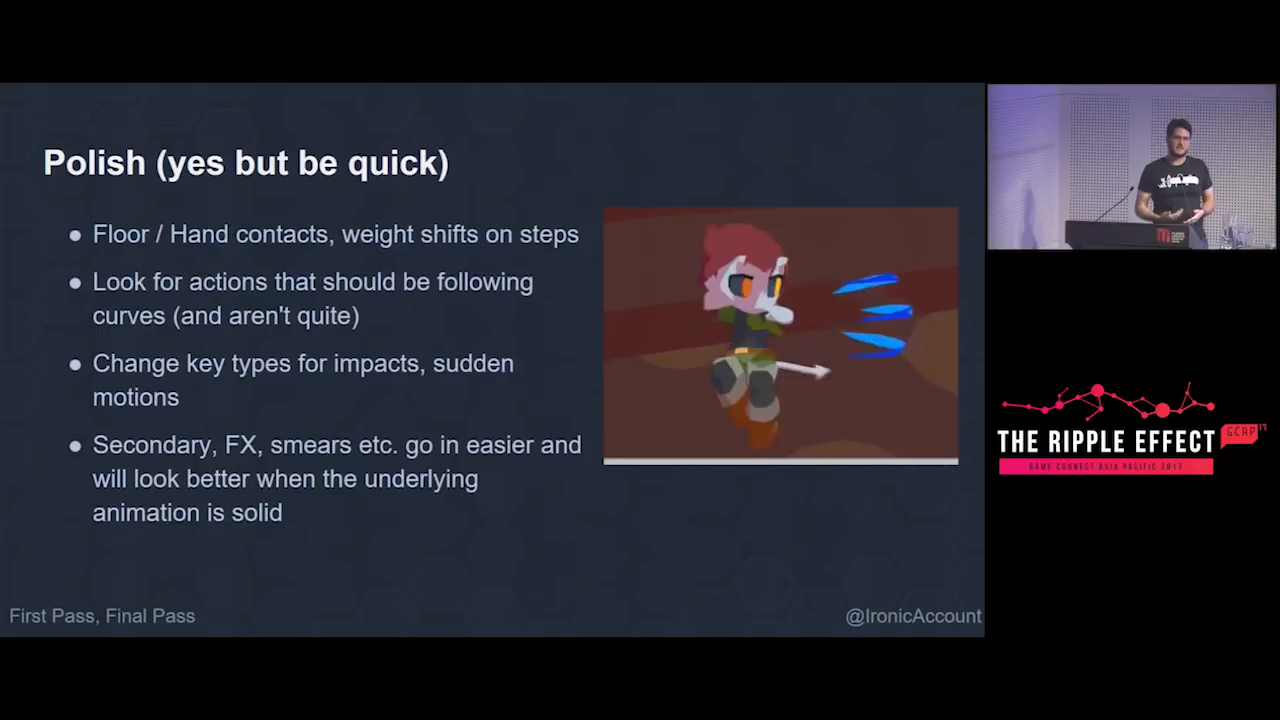 Polish (yes but be quick)
● Floor / Hand contacts, weight shifts on steps
● Look for actions that should be following
curves (and aren't quite)
● Change key types for impacts, sudden
motions
● Secondary, FX, smears etc. go in easier and
will look better when the underlying
animation is solid
First Pass, Final Pass
@IronicAccount
THE RIPPLE EFFECT
GCAP17
GAME CONNECT ASIA PACIFIC 2017